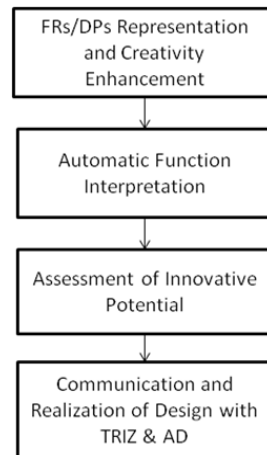 FRs/DPs Representation
and Creativity
Enhancement
Automatic Function
Interpretation
Assessment of Innovative
Potential
Communication and
Realization of Design with
TRIZ & AD